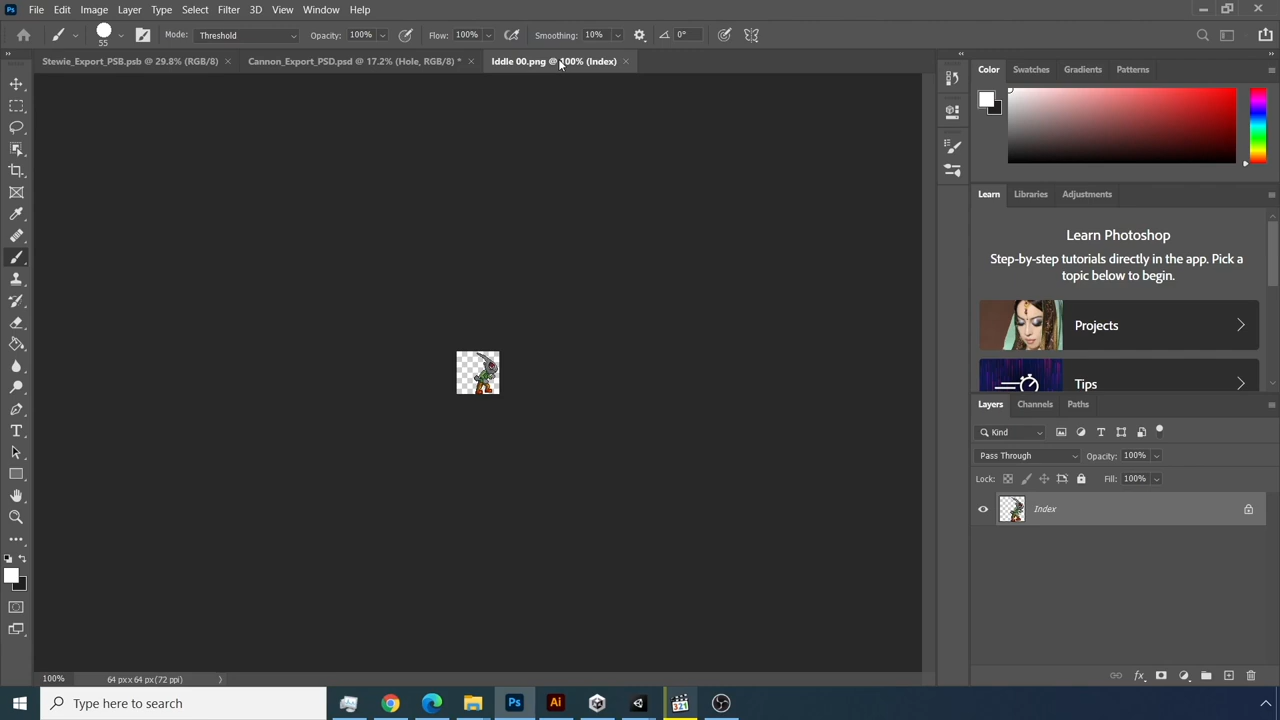 Ps File Edit Image Layer Type Select Filter 3D View Window Help
55 Mode: Threshold Opacity: 100% Flow: 100% Smoothing: 10% 0°
Stewie_Export_PSB.psb @ 29.8% (RGB/8) Cannon_Export_PSD.psd @ 17.2% (Hole, RGB/8) * Iddle 00.png @ 100% (Index)
Color Swatches Gradients Patterns
Learn Libraries Adjustments
Learn Photoshop
Step-by-step tutorials directly in the app. Pick a
topic below to begin.
Projects
Tips
Layers Channels Paths
Kind
Pass Through Opacity: 100%
Lock: Fill: 100%
Index
100% 64 px x 64 px (72 ppi)
Type here to search Ps Ai 321